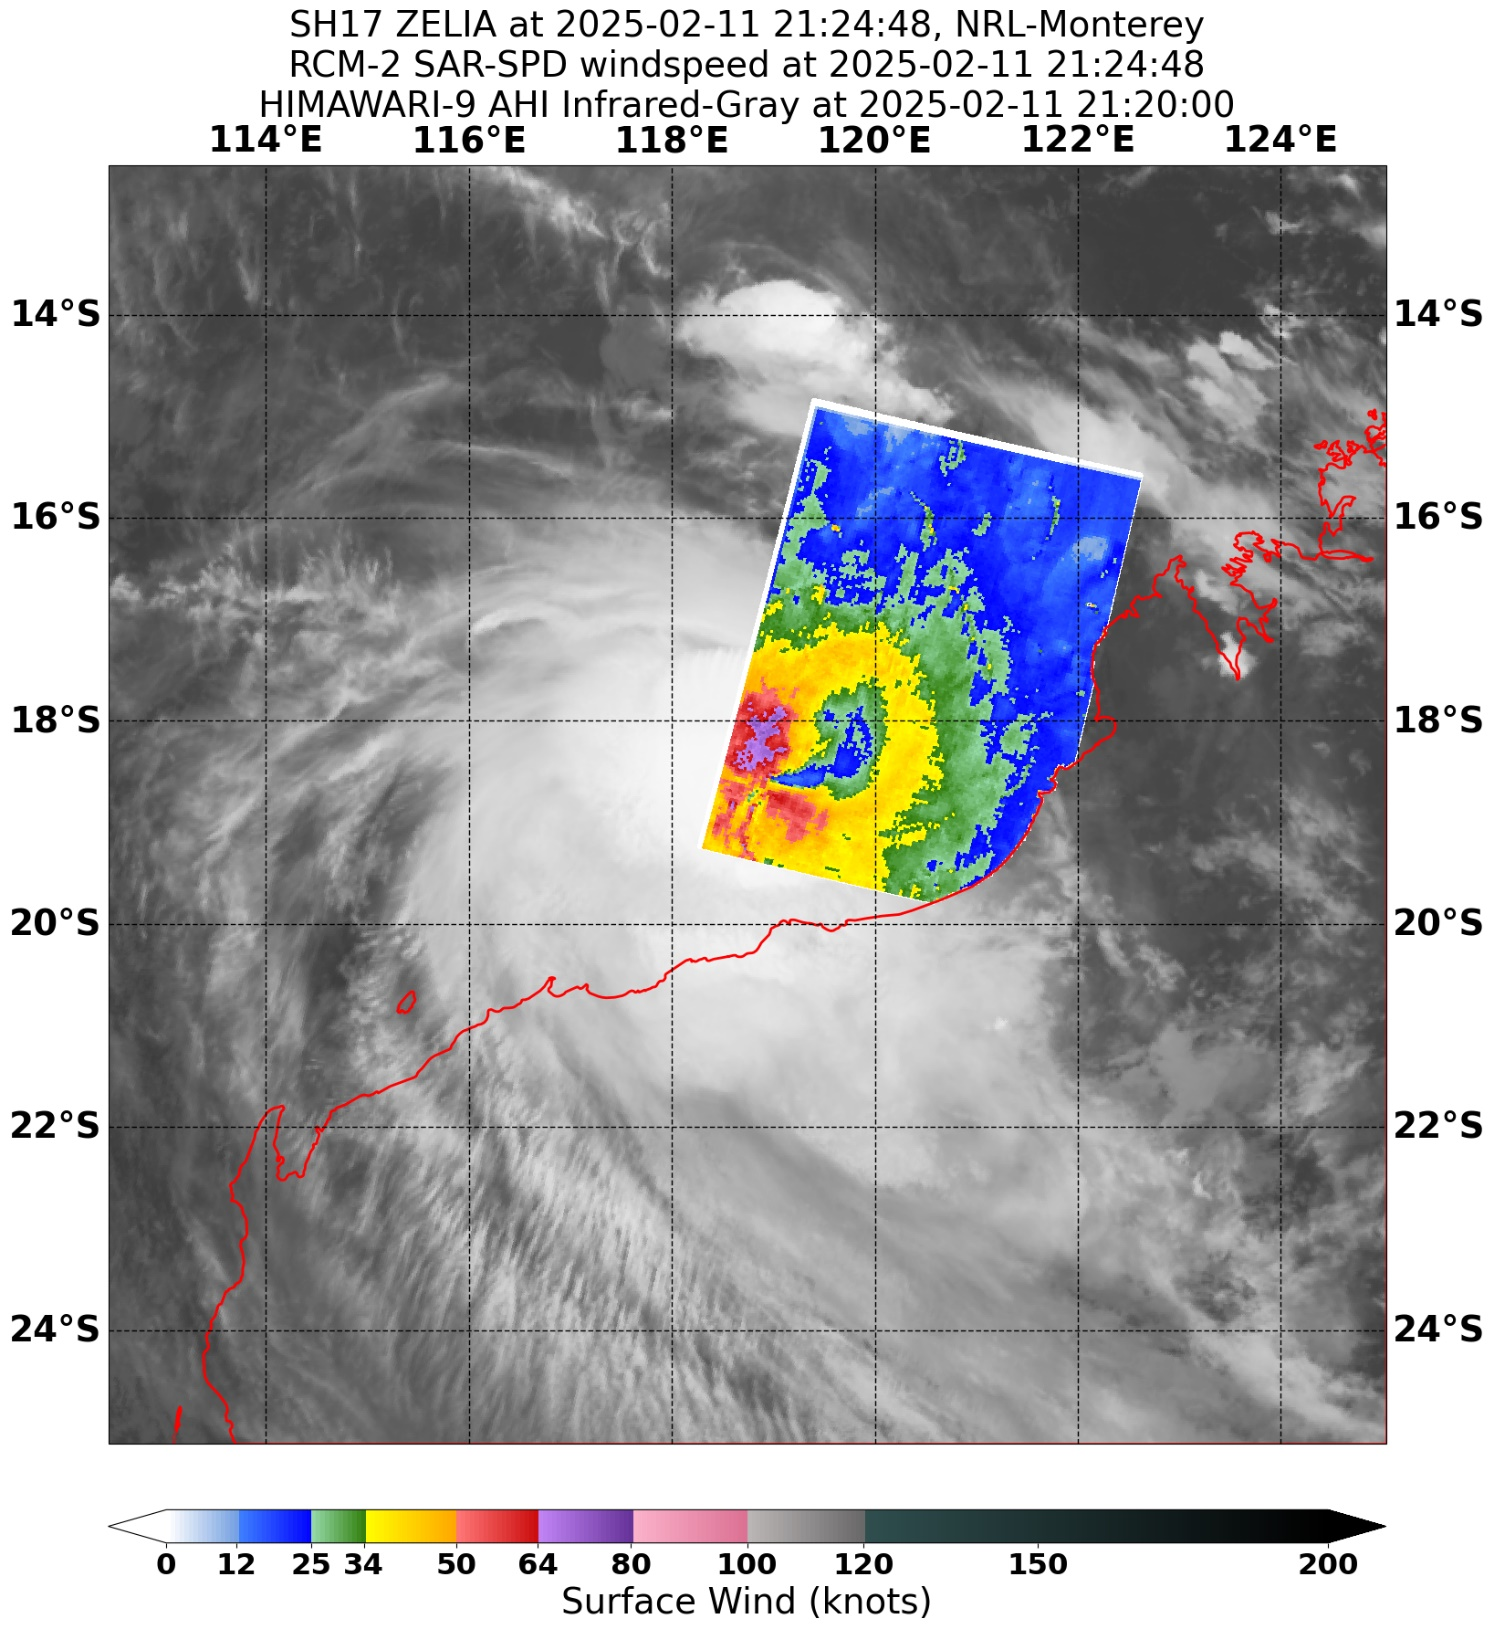 SH17 ZELIA at 2025-02-11 21:24:48, NRL-Monterey
RCM-2 SAR-SPD windspeed at 2025-02-11 21:24:48
HIMAWARI-9 AHI Infrared-Gray at 2025-02-11 21:20:00
114°E 116°E 118°E 120°E 122°E 124°E
14°S 14°S
16°S 16°S
18°S 18°S
20°S 20°S
22°S 22°S
24°S 24°S
0 12 25 34 50 64 80 100 120 150 200
Surface Wind (knots)